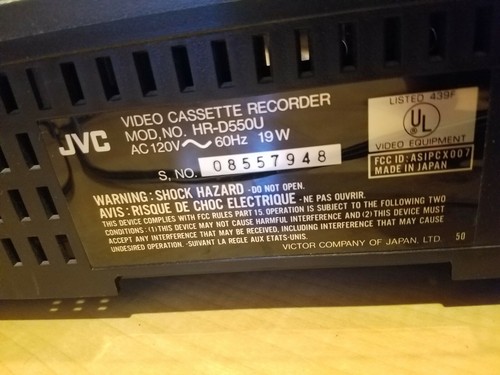 JVC
VIDEO CASSETTE RECORDER
MOD. NO. HR-D550U
AC 120V ~ 60Hz 19W
S. NO. 08557948
LISTED 439F
UL
VIDEO EQUIPMENT
FCC ID: ASIPCX007
MADE IN JAPAN
WARNING: SHOCK HAZARD - DO NOT OPEN.
AVIS: RISQUE DE CHOC ELECTRIQUE - NE PAS OUVRIR.
THIS DEVICE COMPLIES WITH FCC RULES PART 15. OPERATION IS SUBJECT TO THE FOLLOWING TWO
CONDITIONS: (1) THIS DEVICE MAY NOT CAUSE HARMFUL INTERFERENCE AND (2) THIS DEVICE MUST
ACCEPT ANY INTERFERENCE THAT MAY BE RECEIVED, INCLUDING INTERFERENCE THAT MAY CAUSE
UNDESIRED OPERATION. -SUIVANT LA REGLE AUX ETATS-UNIS.
VICTOR COMPANY OF JAPAN, LTD. 50